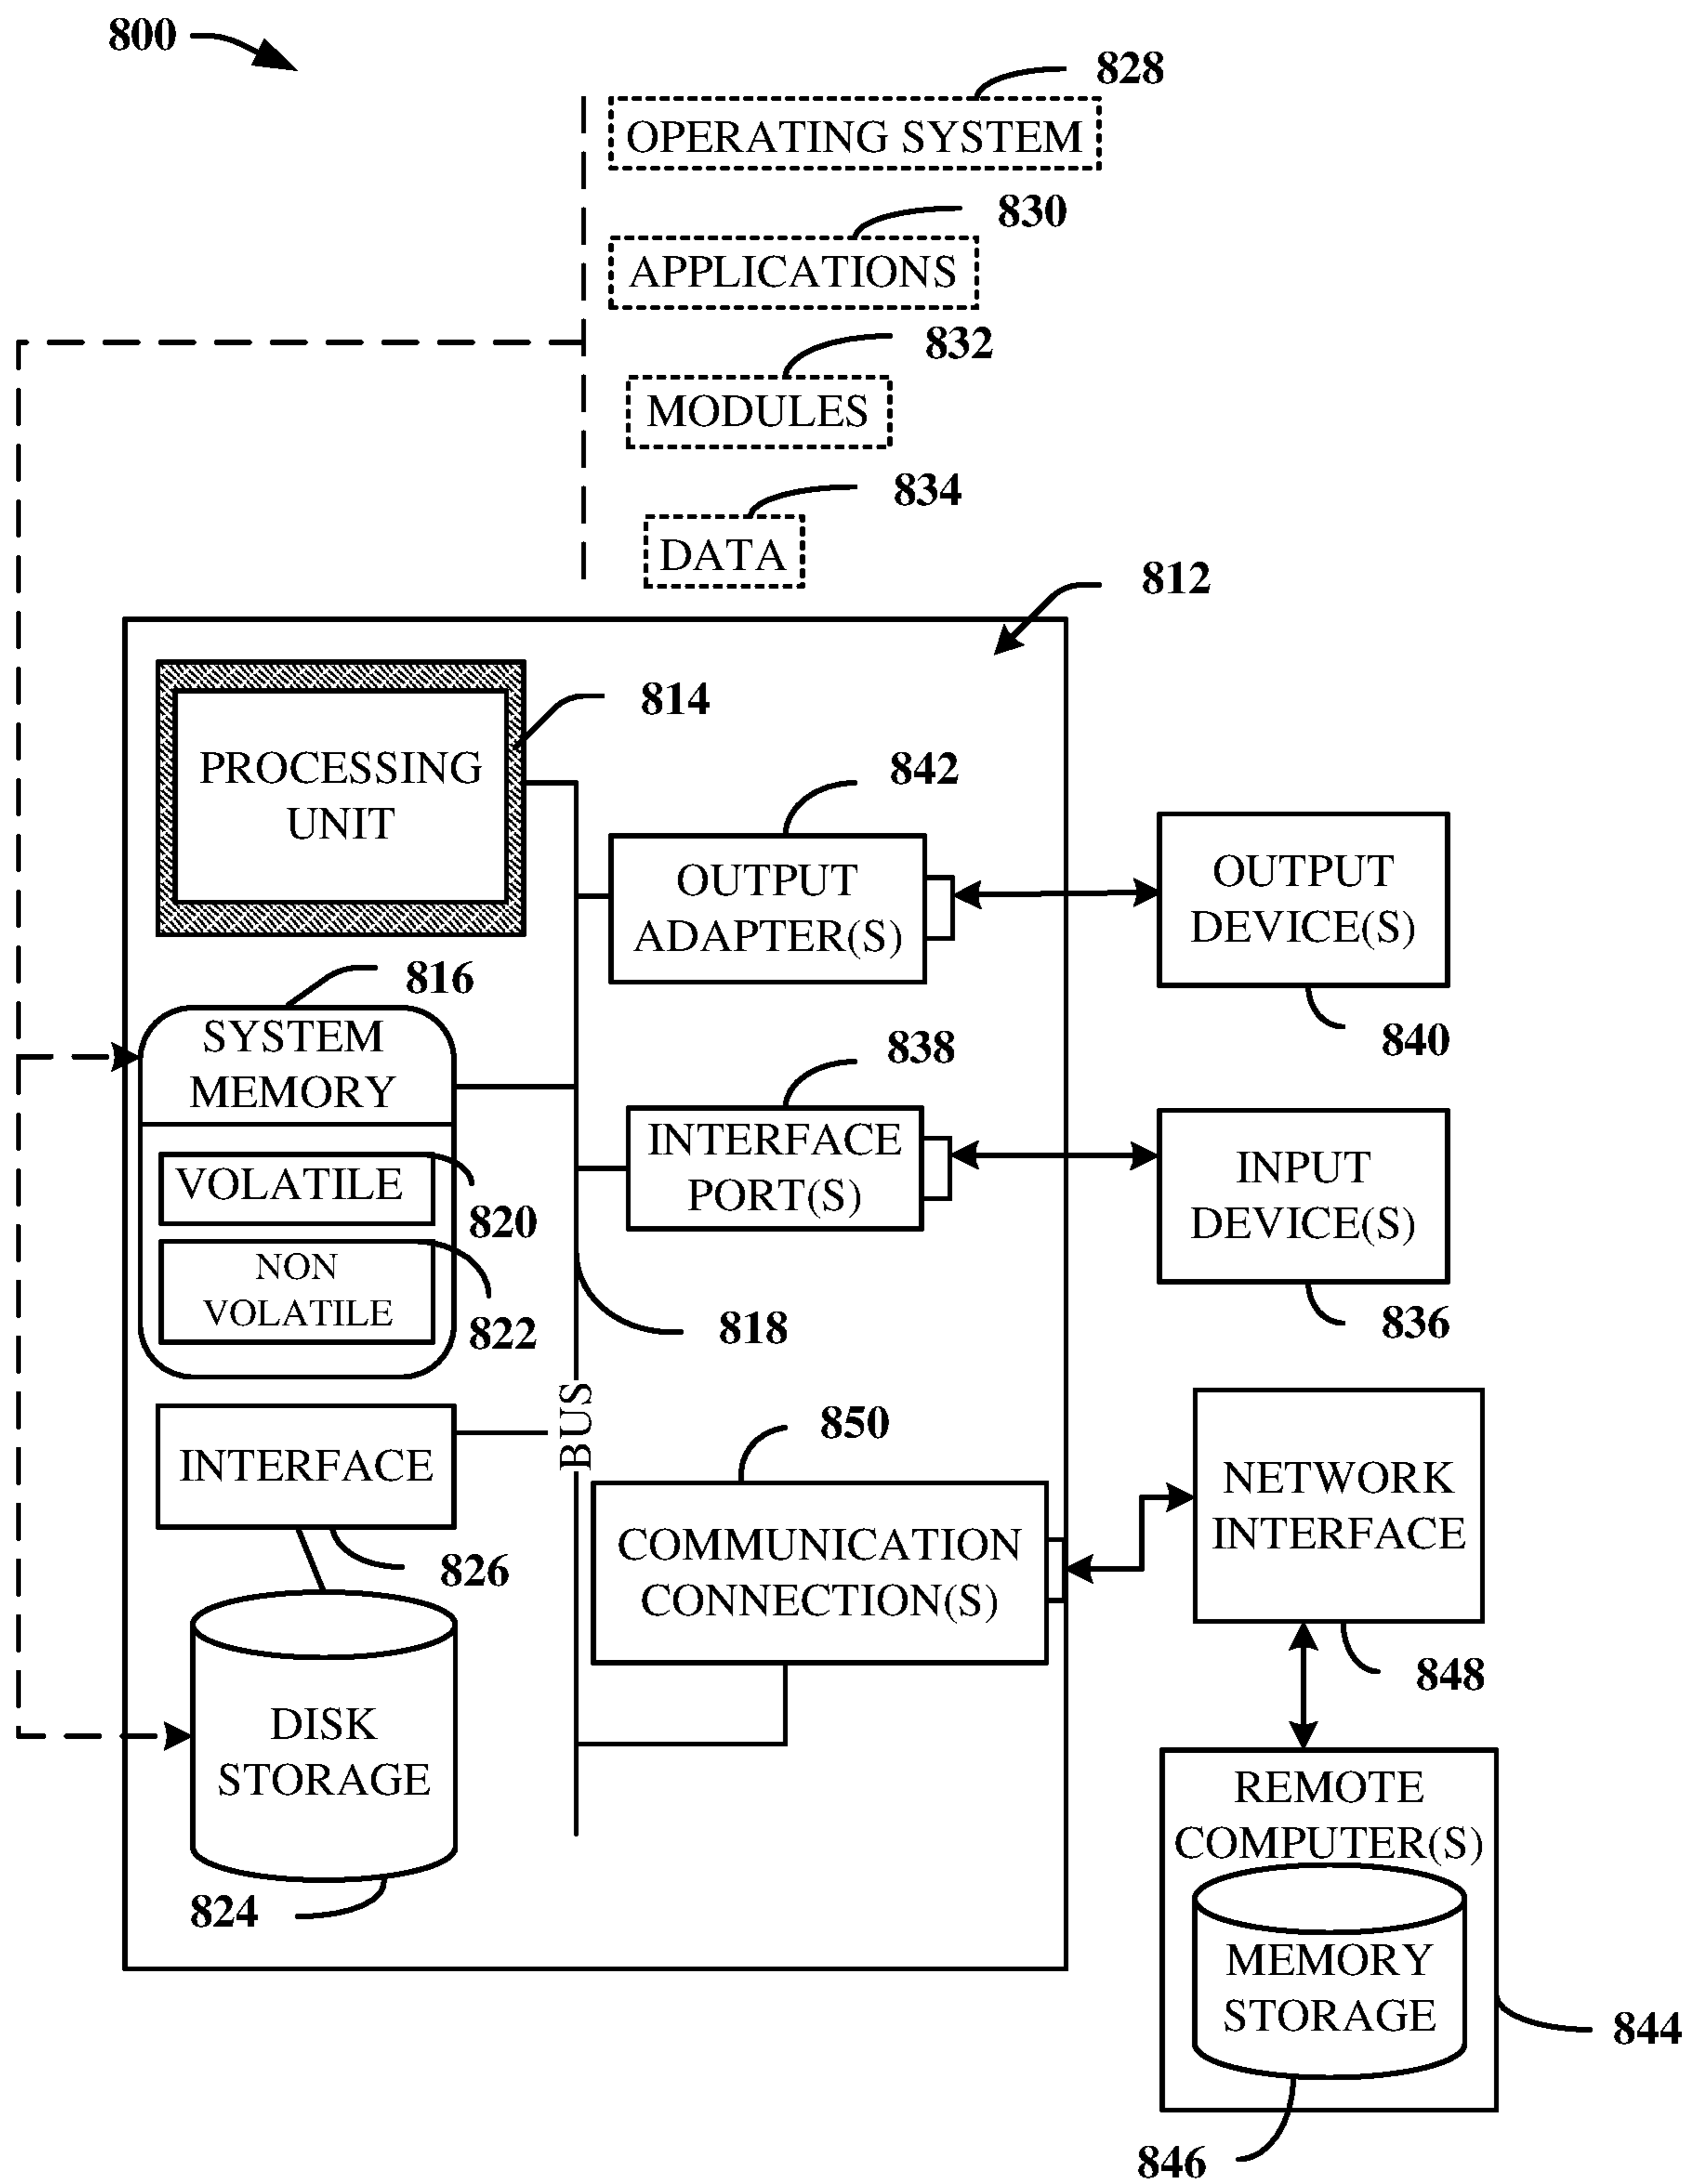 800
828
OPERATING SYSTEM
830
APPLICATIONS
832
MODULES
834
DATA
812
814
PROCESSING
UNIT
842
OUTPUT
ADAPTER(S)
OUTPUT
DEVICE(S)
840
816
SYSTEM
MEMORY
838
INTERFACE
PORT(S)
INPUT
DEVICE(S)
836
VOLATILE
820
NON
VOLATILE
822
818
BUS
INTERFACE
826
850
COMMUNICATION
CONNECTION(S)
NETWORK
INTERFACE
848
DISK
STORAGE
824
REMOTE
COMPUTER(S)
MEMORY
STORAGE
844
846